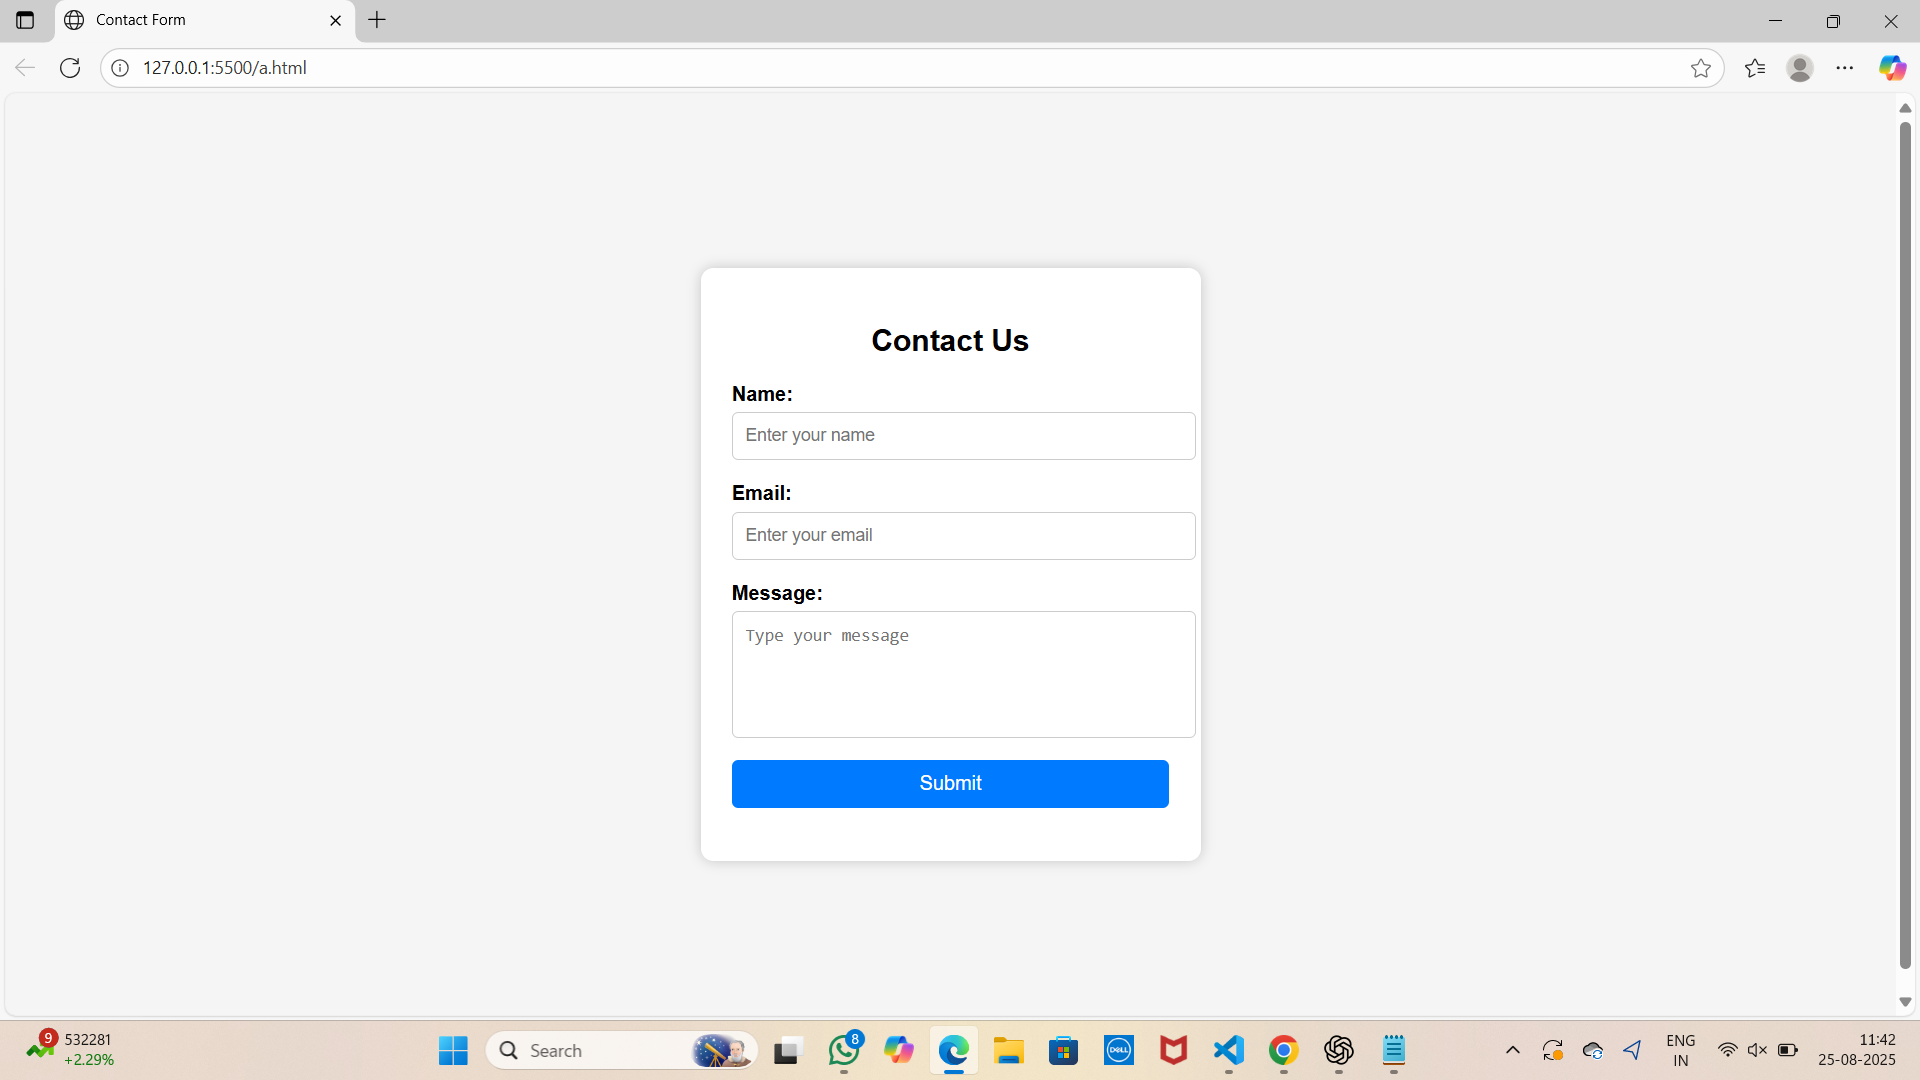 Contact Form
127.0.0.1:5500/a.html
Contact Us
Name:
Enter your name
Email:
Enter your email
Message:
Type your message
Submit
9
532281
+2.29%
Search
8
DELL
ENG
IN
11:42
25-08-2025